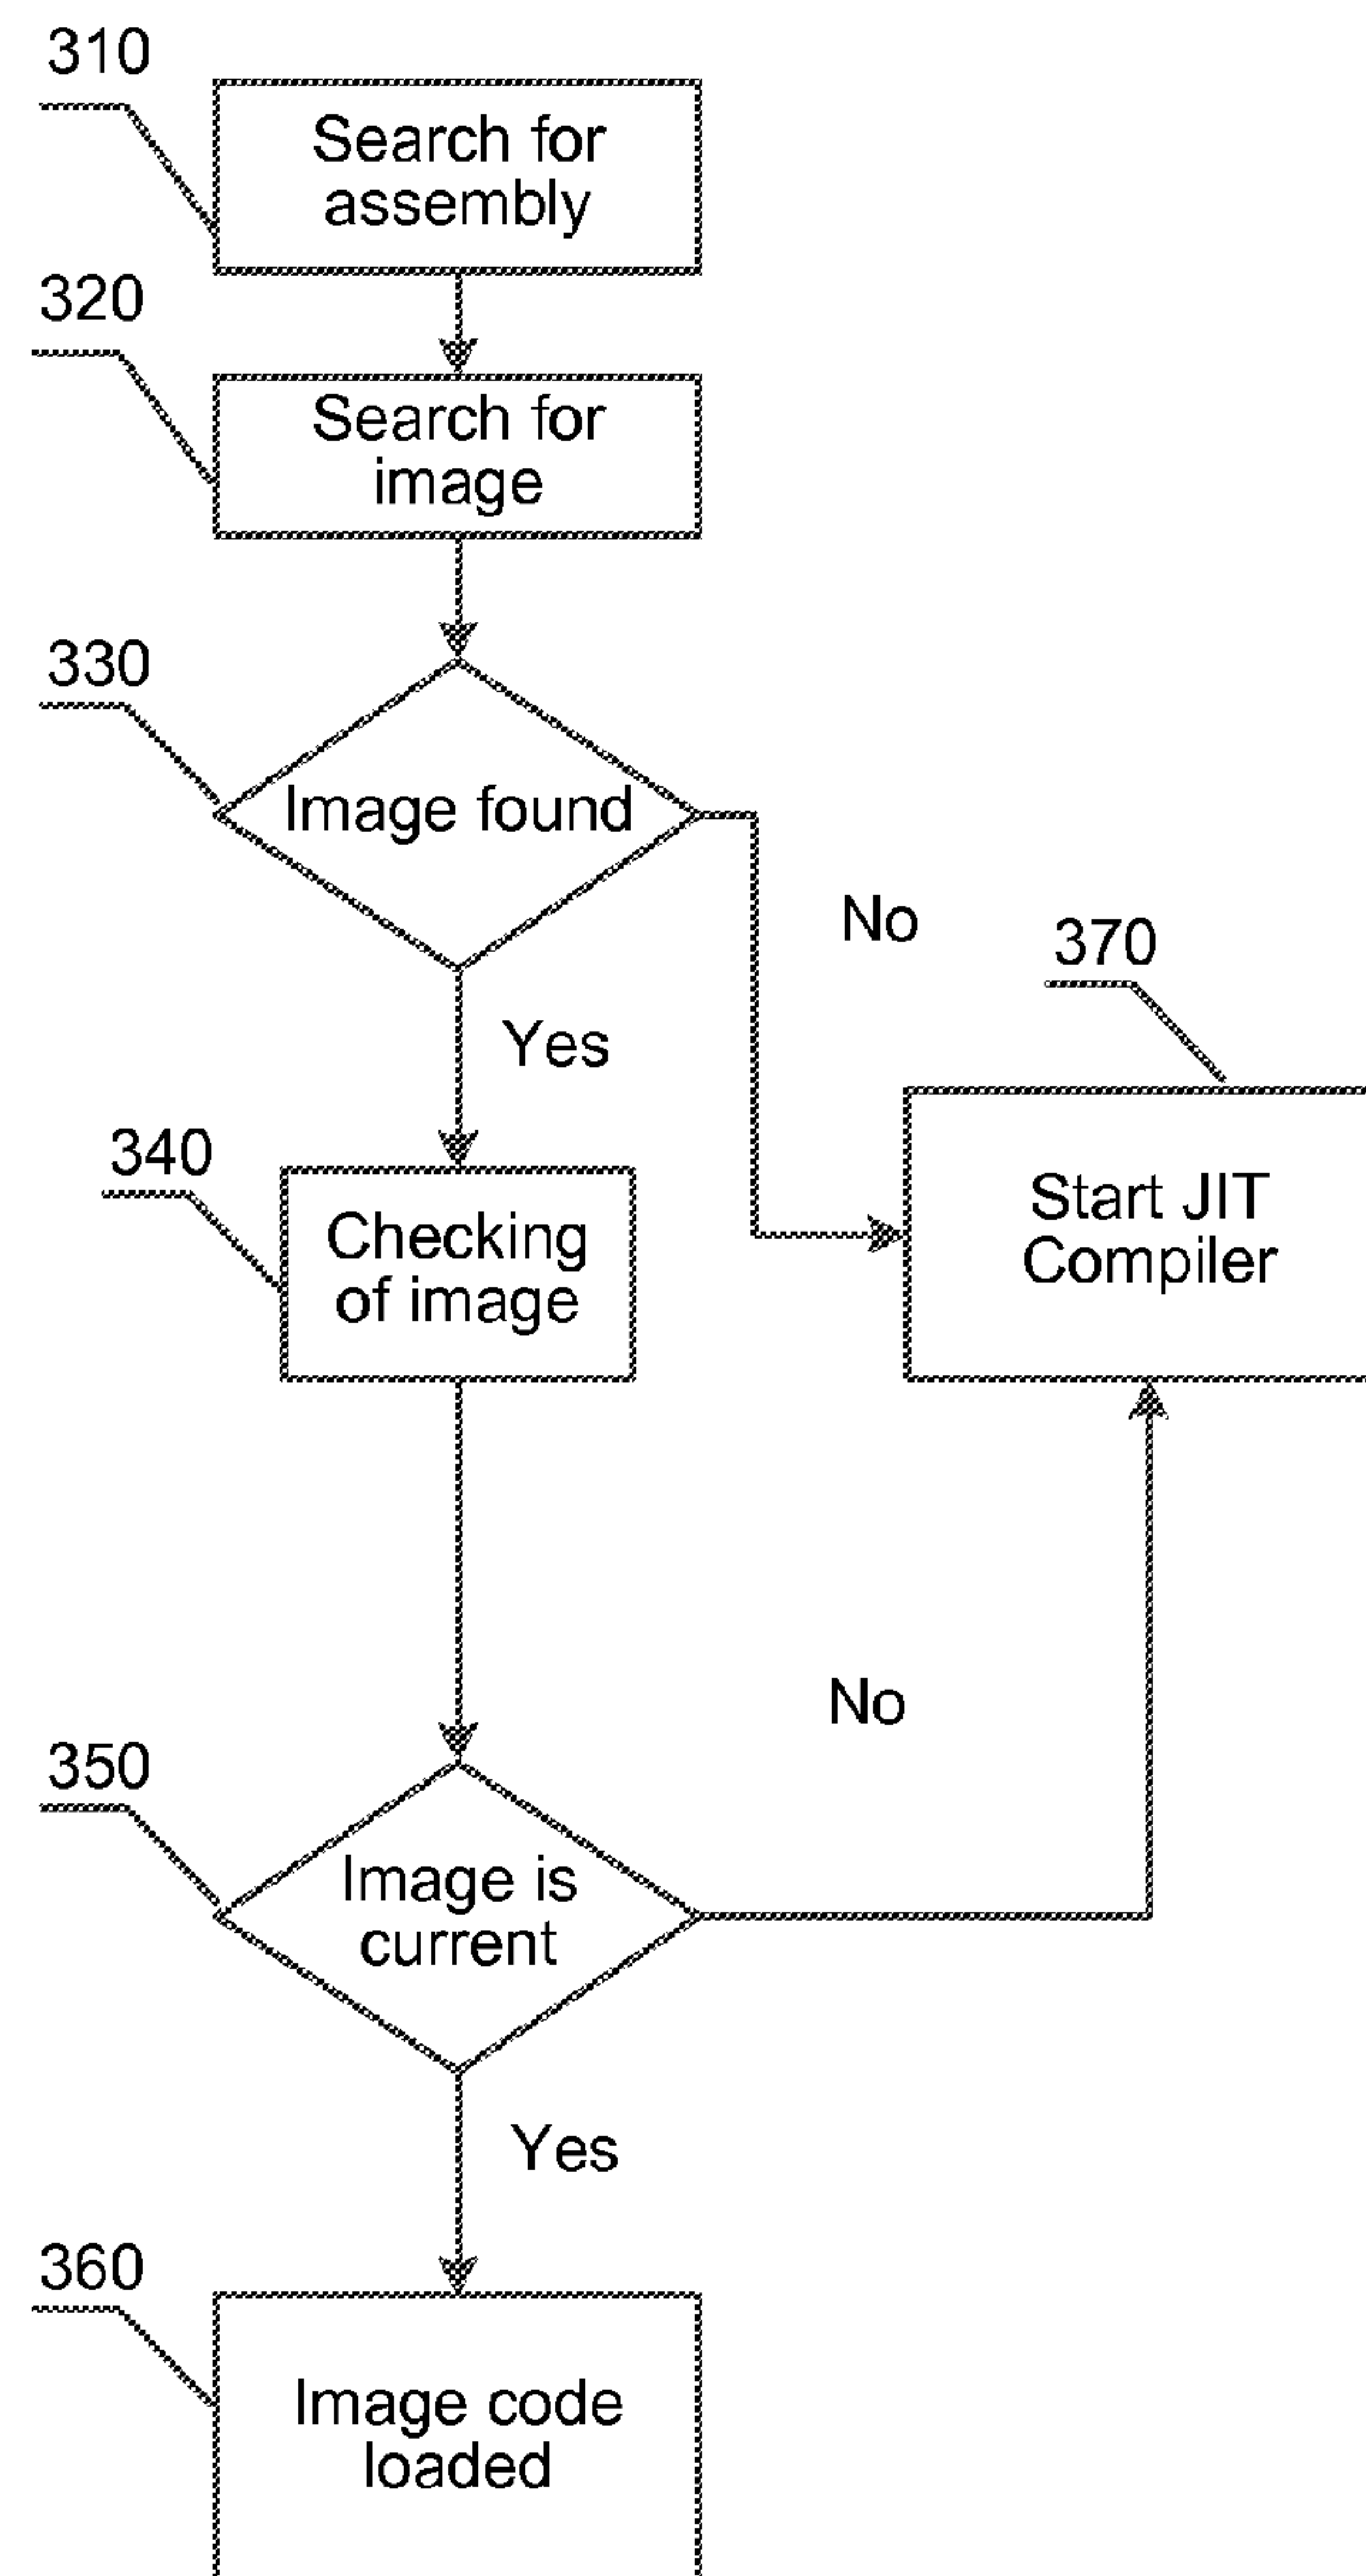 310
Search for
assembly
320
Search for
image
330
Image found
No
370
Yes
340
Checking
of image
Start JIT
Compiler
No
350
Image is
current
Yes
360
Image code
loaded